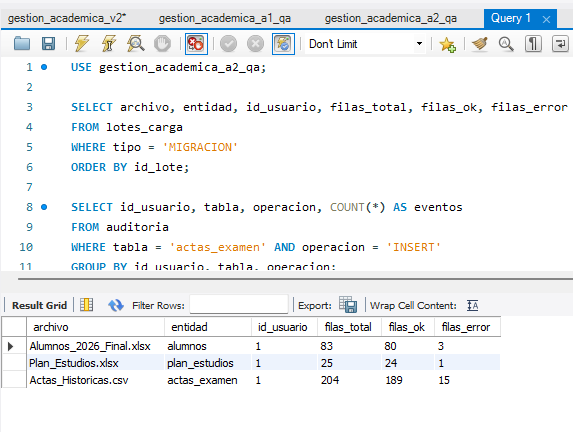 gestion_academica_v2* gestion_academica_a1_qa gestion_academica_a2_qa Query 1
Don't Limit
1 USE gestion_academica_a2_qa;
2
3 SELECT archivo, entidad, id_usuario, filas_total, filas_ok, filas_error
4 FROM lotes_carga
5 WHERE tipo = 'MIGRACION'
6 ORDER BY id_lote;
7
8 SELECT id_usuario, tabla, operacion, COUNT(*) AS eventos
9 FROM auditoria
10 WHERE tabla = 'actas_examen' AND operacion = 'INSERT'
11 GROUP BY id_usuario, tabla, operacion;
Result Grid Filter Rows: Export: Wrap Cell Content:
archivo entidad id_usuario filas_total filas_ok filas_error
Alumnos_2026_Final.xlsx alumnos 1 83 80 3
Plan_Estudios.xlsx plan_estudios 1 25 24 1
Actas_Historicas.csv actas_examen 1 204 189 15